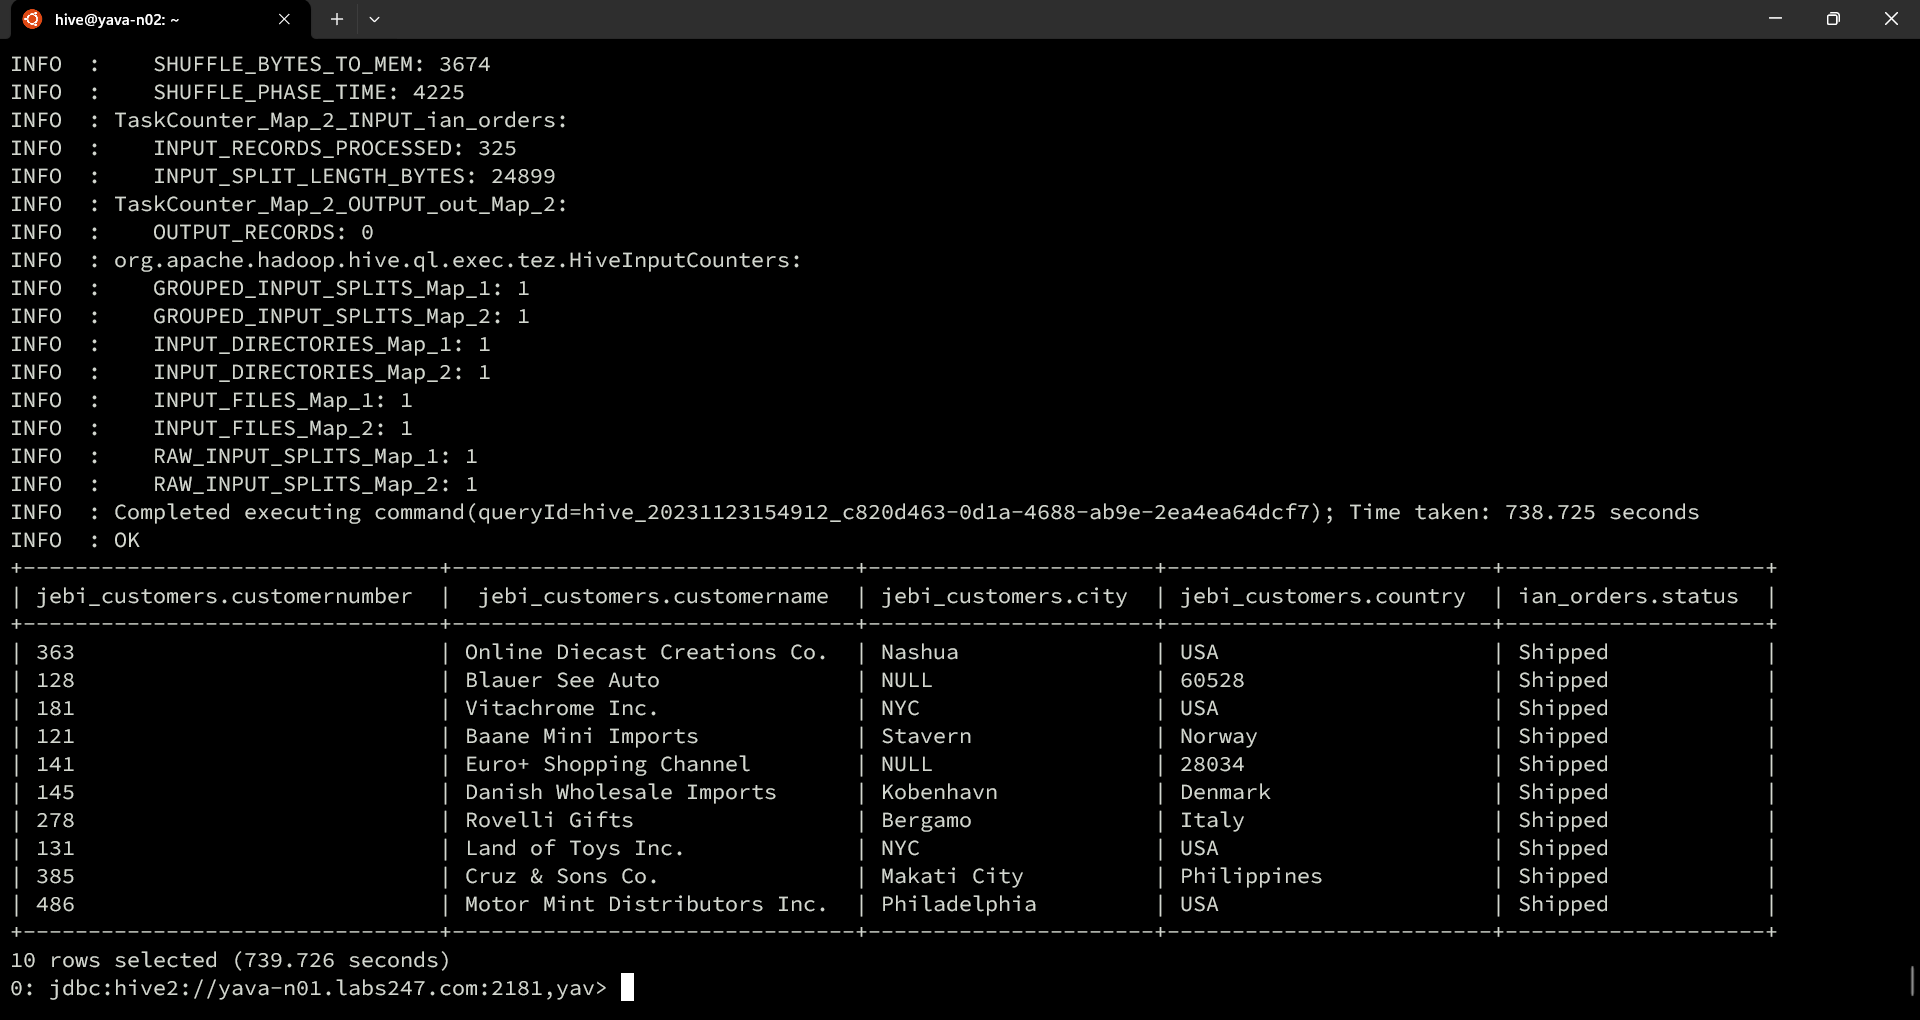 hive@yava-n02: ~
INFO  :    SHUFFLE_BYTES_TO_MEM: 3674
INFO  :    SHUFFLE_PHASE_TIME: 4225
INFO  : TaskCounter_Map_2_INPUT_ian_orders:
INFO  :    INPUT_RECORDS_PROCESSED: 325
INFO  :    INPUT_SPLIT_LENGTH_BYTES: 24899
INFO  : TaskCounter_Map_2_OUTPUT_out_Map_2:
INFO  :    OUTPUT_RECORDS: 0
INFO  : org.apache.hadoop.hive.ql.exec.tez.HiveInputCounters:
INFO  :    GROUPED_INPUT_SPLITS_Map_1: 1
INFO  :    GROUPED_INPUT_SPLITS_Map_2: 1
INFO  :    INPUT_DIRECTORIES_Map_1: 1
INFO  :    INPUT_DIRECTORIES_Map_2: 1
INFO  :    INPUT_FILES_Map_1: 1
INFO  :    INPUT_FILES_Map_2: 1
INFO  :    RAW_INPUT_SPLITS_Map_1: 1
INFO  :    RAW_INPUT_SPLITS_Map_2: 1
INFO  : Completed executing command(queryId=hive_20231123154912_c820d463-0d1a-4688-ab9e-2ea4ea64dcf7); Time taken: 738.725 seconds
INFO  : OK
+--------------------------------+-------------------------------+----------------------+-------------------------+--------------------+
| jebi_customers.customernumber  |  jebi_customers.customername  | jebi_customers.city  | jebi_customers.country  | ian_orders.status  |
+--------------------------------+-------------------------------+----------------------+-------------------------+--------------------+
| 363                            | Online Diecast Creations Co.  | Nashua               | USA                     | Shipped            |
| 128                            | Blauer See Auto               | NULL                 | 60528                   | Shipped            |
| 181                            | Vitachrome Inc.               | NYC                  | USA                     | Shipped            |
| 121                            | Baane Mini Imports            | Stavern              | Norway                  | Shipped            |
| 141                            | Euro+ Shopping Channel        | NULL                 | 28034                   | Shipped            |
| 145                            | Danish Wholesale Imports      | Kobenhavn            | Denmark                 | Shipped            |
| 278                            | Rovelli Gifts                 | Bergamo              | Italy                   | Shipped            |
| 131                            | Land of Toys Inc.             | NYC                  | USA                     | Shipped            |
| 385                            | Cruz & Sons Co.               | Makati City          | Philippines             | Shipped            |
| 486                            | Motor Mint Distributors Inc.  | Philadelphia         | USA                     | Shipped            |
+--------------------------------+-------------------------------+----------------------+-------------------------+--------------------+
10 rows selected (739.726 seconds)
0: jdbc:hive2://yava-n01.labs247.com:2181,yav>